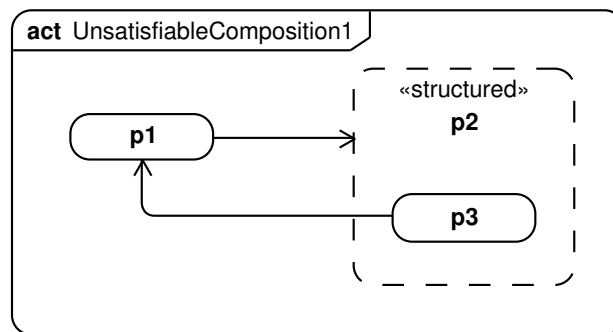 act UnsatisfiableComposition1
«structured»
p2
p1
p3